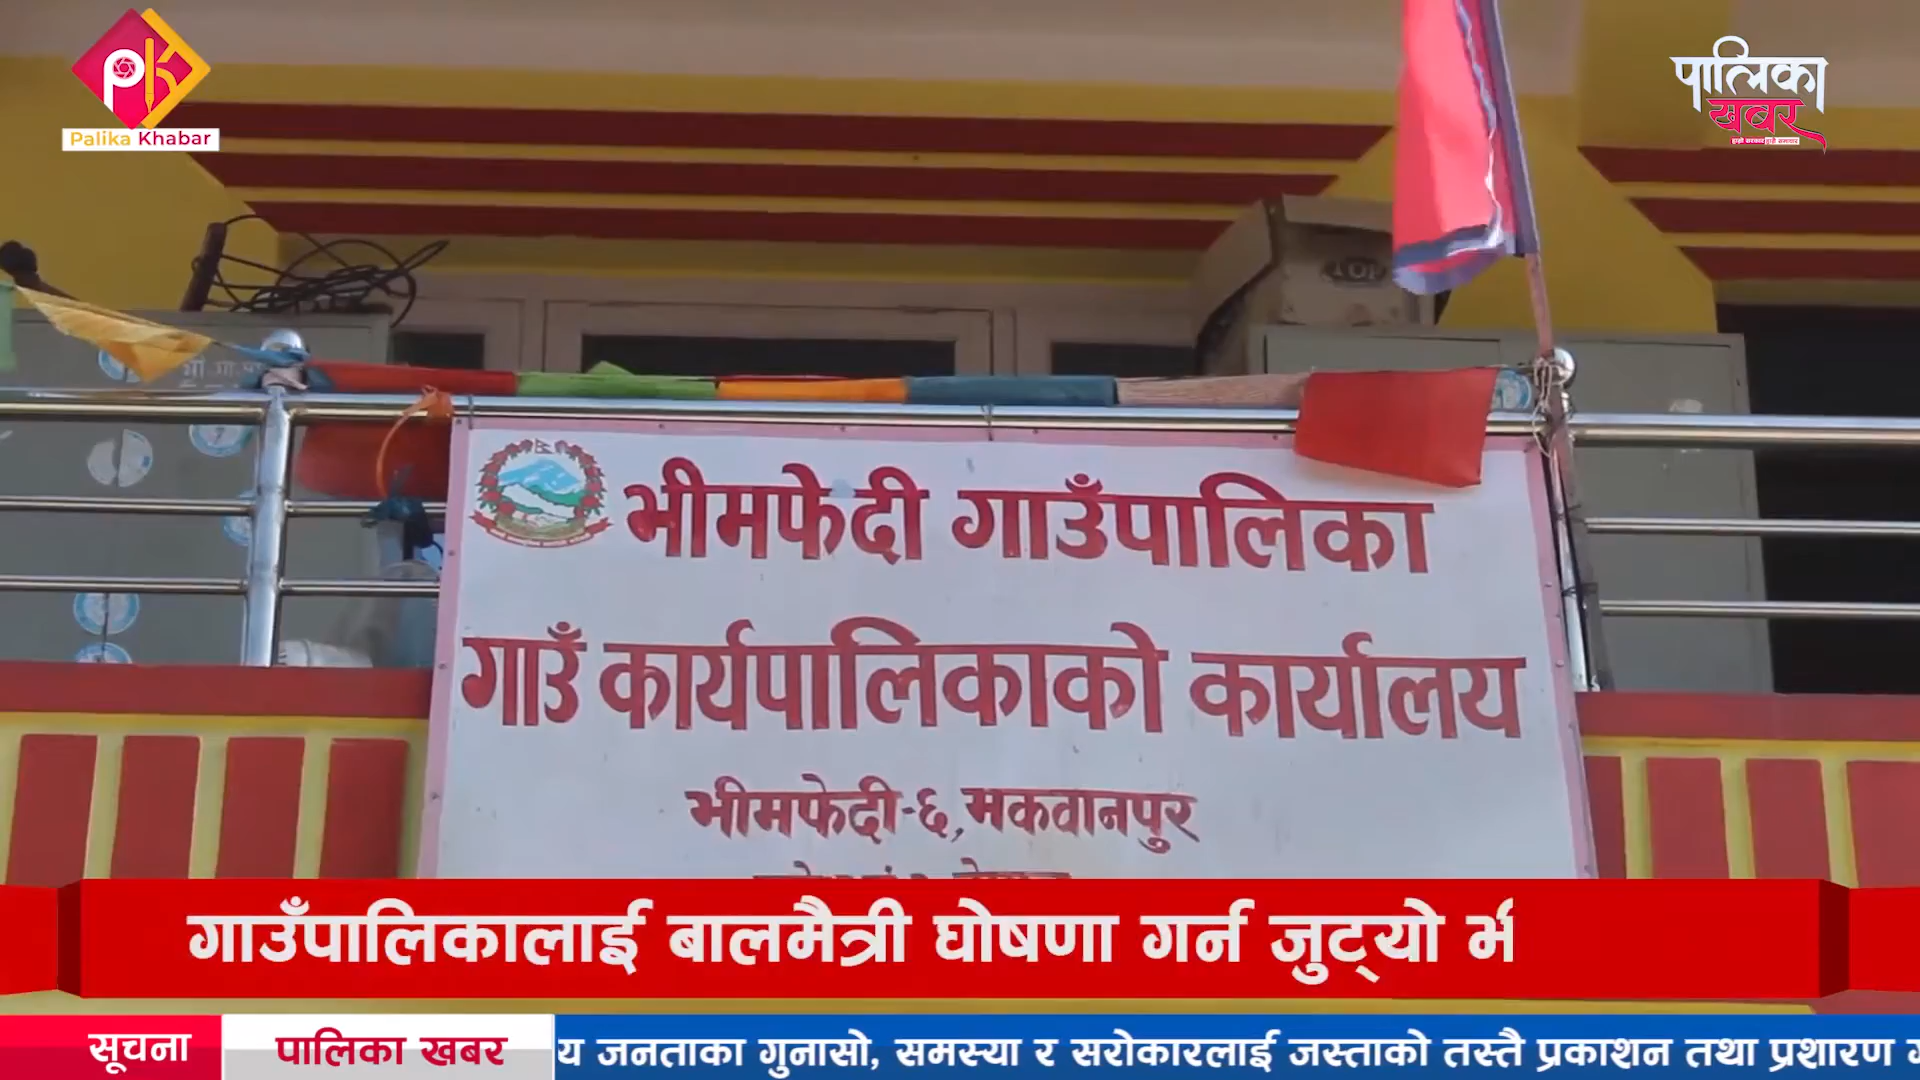 Palika Khabar
पालिका
खबर
TOP
भीमफेदी गाउँपालिका
गाउँ कार्यपालिकाको कार्यालय
भीमफेदी-६, मकवानपुर
गाउँपालिकालाई बालमैत्री घोषणा गर्न जुट्यो
सूचना
पालिका खबर
य जनताका गुनासो, समस्या र सरोकारलाई जस्ताको तस्तै प्रकाशन तथा प्रशारण